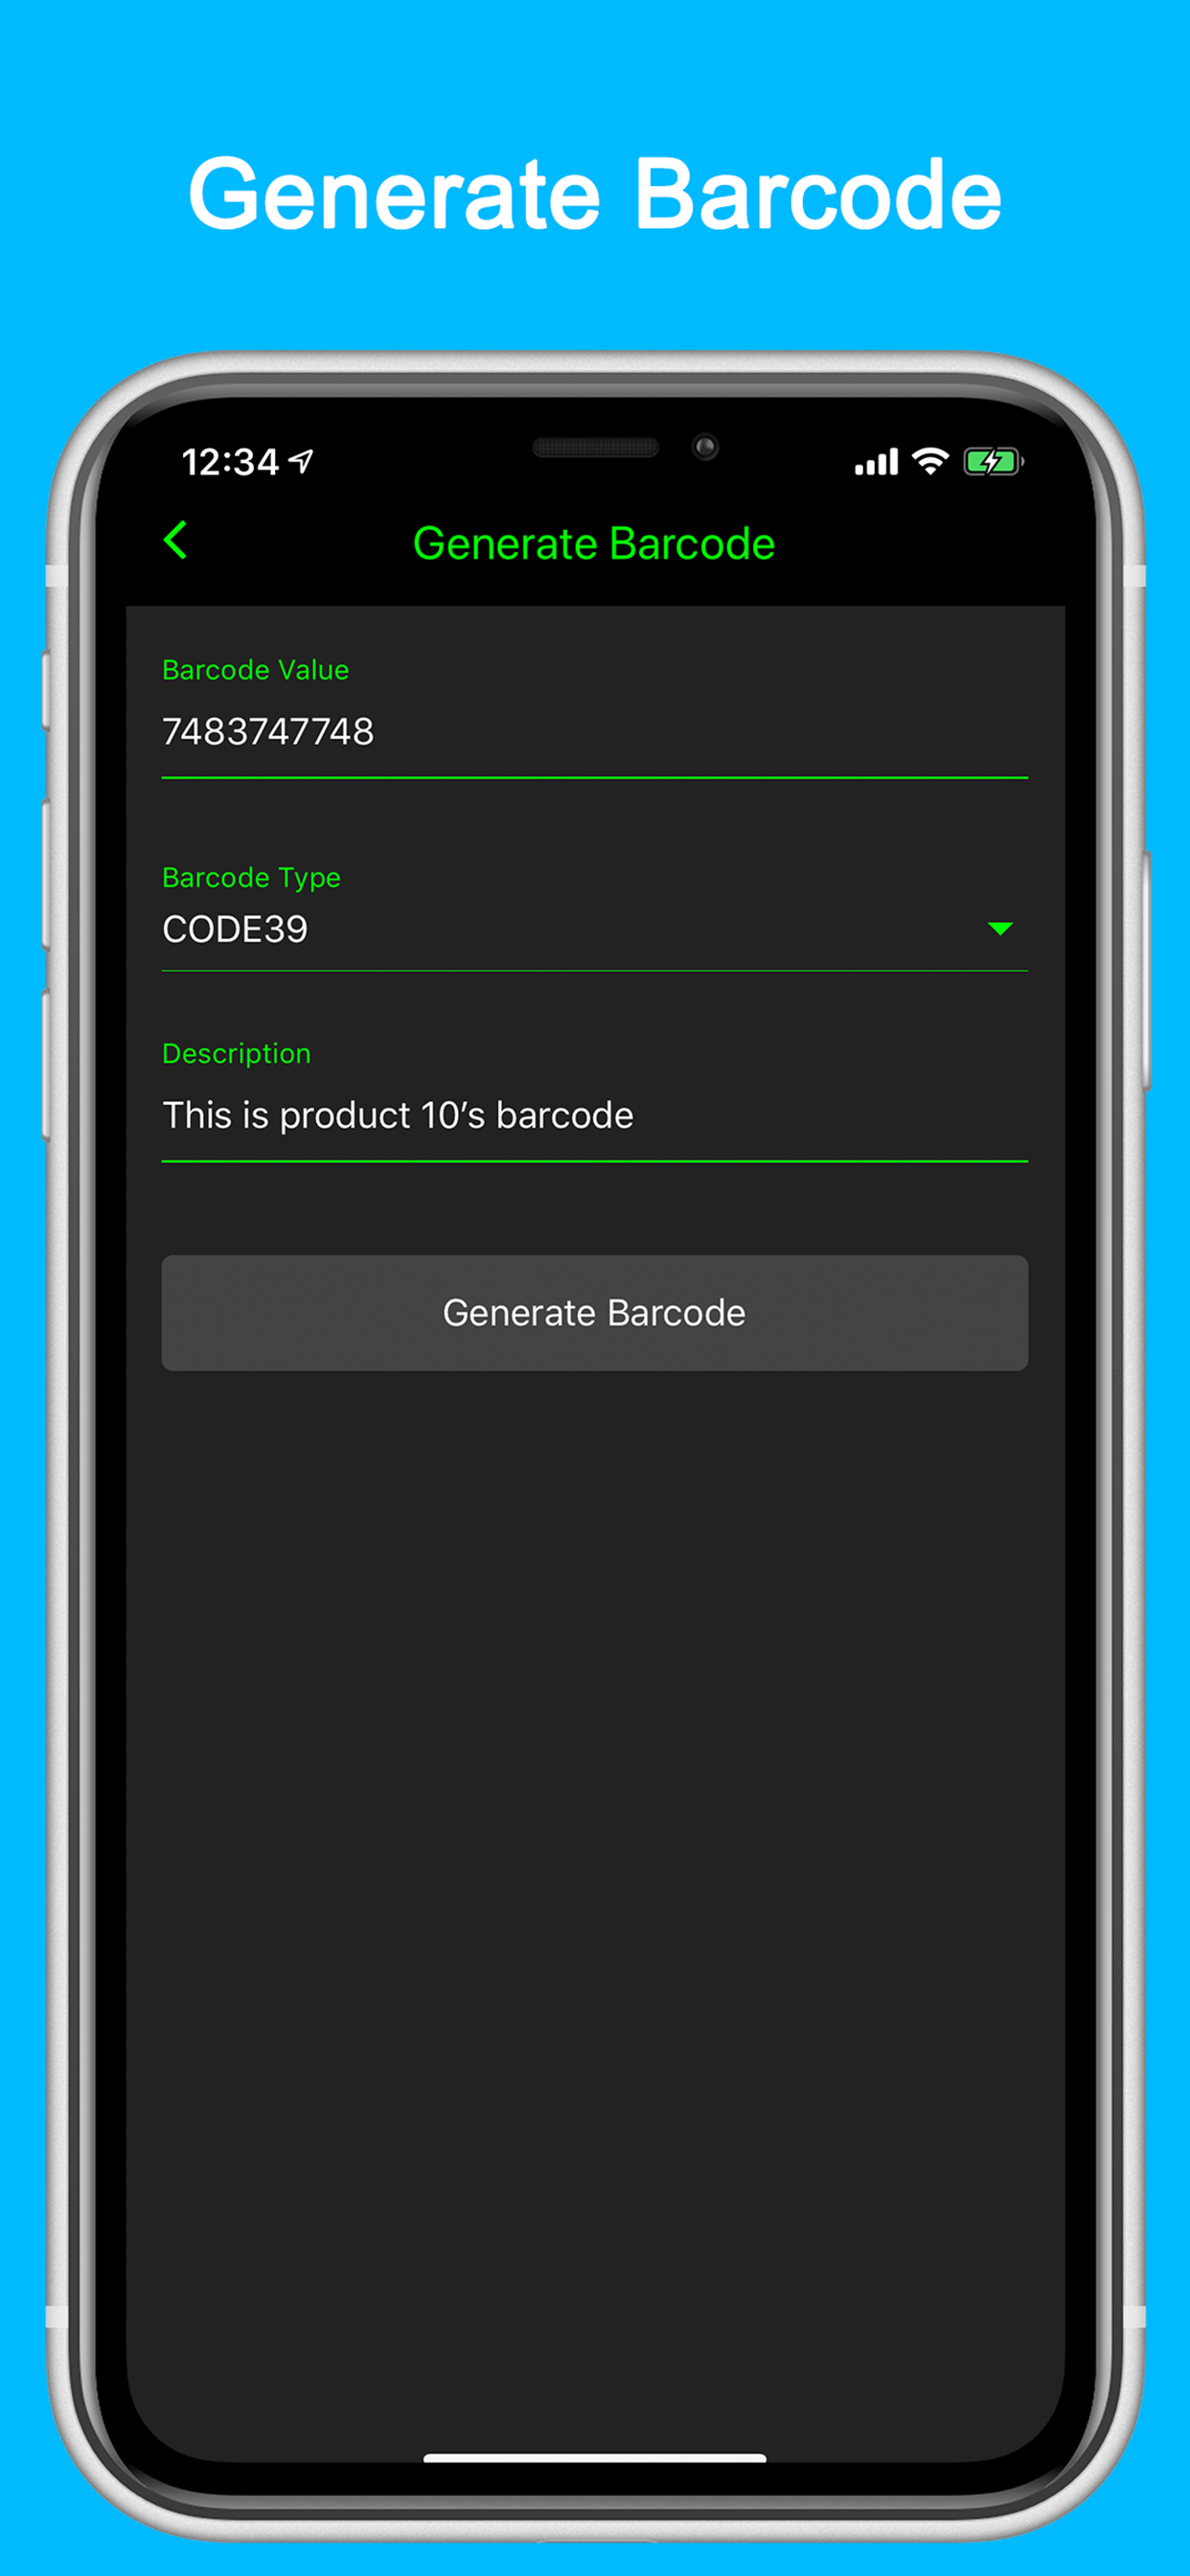 Generate Barcode
12:34
Generate Barcode
Barcode Value
7483747748
Barcode Type
CODE39
Description
This is product 10’s barcode
Generate Barcode